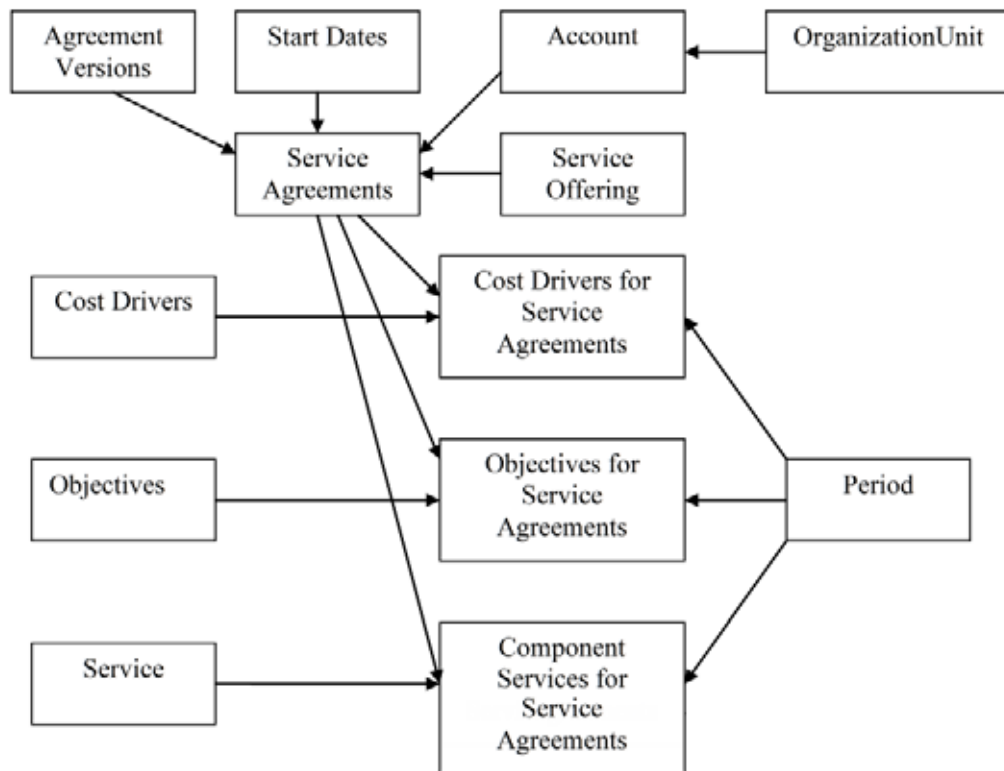 Agreement
Versions
Start Dates
Account
OrganizationUnit
Service
Agreements
Service
Offering
Cost Drivers
Cost Drivers for
Service
Agreements
Objectives
Objectives for
Service
Agreements
Period
Service
Component
Services for
Service
Agreements